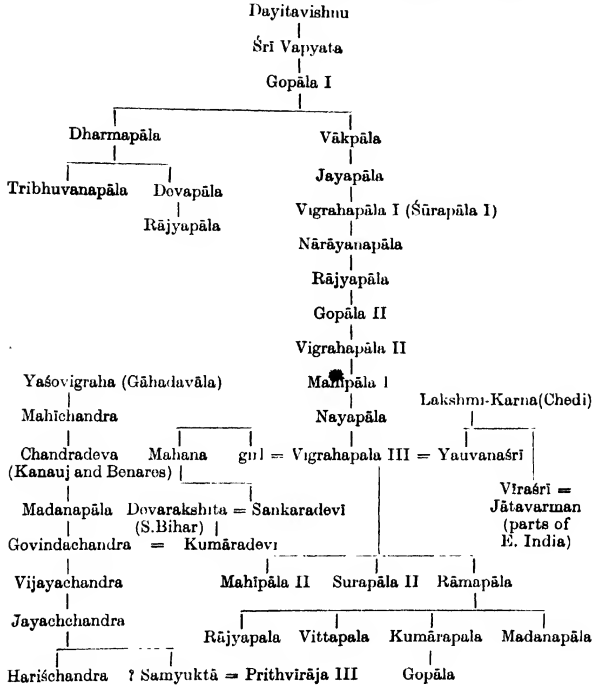 Dayitavishnu
Śrī Vapyata
Gopāla I
Dharmapāla Vākpāla
Jayapāla
Tribhuvanapāla Devapāla
Vigrahapāla I (Śūrapāla I)
Rājyapāla
Nārāyanapāla
Rājyapāla
Gopāla II
Vigrahapāla II
Yaśovigraha (Gāhadavāla) Mahīpāla I
Lakshmi-Karna(Chedi)
Mahīchandra Nayapāla
Chandradeva Mahana girl = Vigrahapala III = Yauvanaśrī
(Kanauj and Benares)
Vīraśrī =
Madanapāla Devarakshita = Sankaradevī Jātavarman
(S.Bihar) (parts of
Govindachandra = Kumāradevi E. India)
Vijayachandra Mahīpāla II Surapāla II Rāmapāla
Jayachchandra
Rājyapala Vittapala Kumārapala Madanapāla
Hariśchandra ? Samyuktā = Prithvīrāja III Gopāla